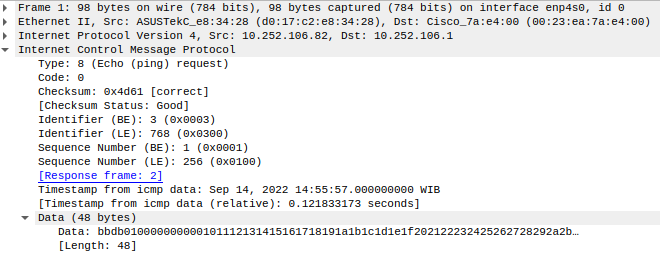 Frame 1: 98 bytes on wire (784 bits), 98 bytes captured (784 bits) on interface enp4s0, id 0
Ethernet II, Src: ASUSTekC_e8:34:28 (d0:17:c2:e8:34:28), Dst: Cisco_7a:e4:00 (00:23:ea:7a:e4:00)
Internet Protocol Version 4, Src: 10.252.106.82, Dst: 10.252.106.1
Internet Control Message Protocol
Type: 8 (Echo (ping) request)
Code: 0
Checksum: 0x4d61 [correct]
[Checksum Status: Good]
Identifier (BE): 3 (0x0003)
Identifier (LE): 768 (0x0300)
Sequence Number (BE): 1 (0x0001)
Sequence Number (LE): 256 (0x0100)
[Response frame: 2]
Timestamp from icmp data: Sep 14, 2022 14:55:57.000000000 WIB
[Timestamp from icmp data (relative): 0.121833173 seconds]
Data (48 bytes)
Data: bbdb010000000000101112131415161718191a1b1c1d1e1f202122232425262728292a2b…
[Length: 48]